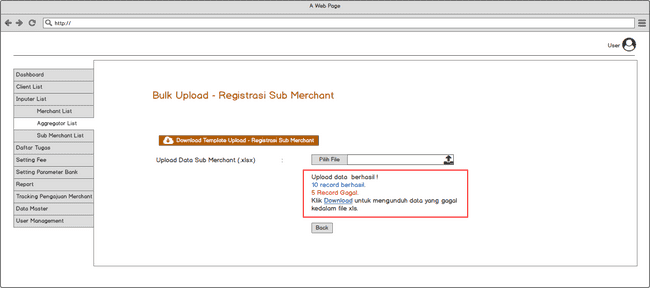 A Web Page
http://
User
Dashboard
Client List
Inputer List
Merchant List
Aggregator List
Sub Merchant List
Daftar Tugas
Setting Fee
Setting Parameter Bank
Report
Tracking Pengajuan Merchant
Data Master
User Management
Bulk Upload - Registrasi Sub Merchant
Download Template Upload - Registrasi Sub Merchant
Upload Data Sub Merchant (.xlsx) : Pilih File
Upload data berhasil !
10 record berhasil.
5 Record Gagal.
Klik Download untuk mengunduh data yang gagal
kedalam file xls.
Back